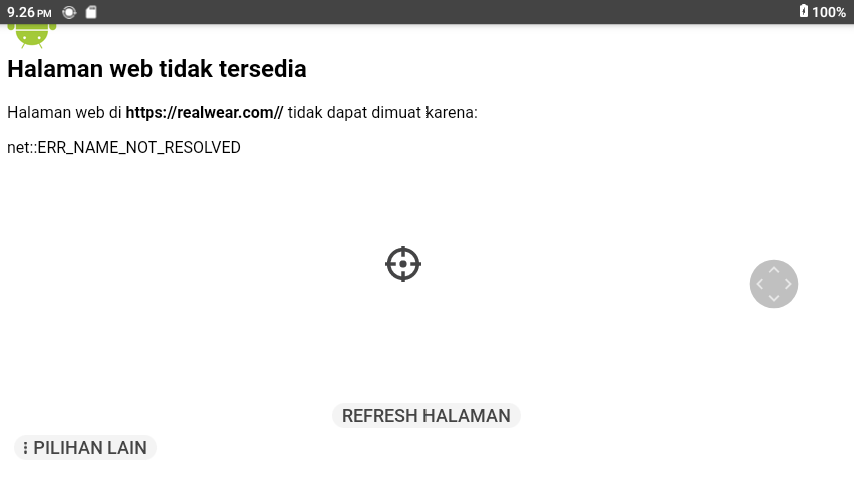 9.26 PM
100%
Halaman web tidak tersedia
Halaman web di https://realwear.com// tidak dapat dimuat karena:
net::ERR_NAME_NOT_RESOLVED
REFRESH HALAMAN
PILIHAN LAIN